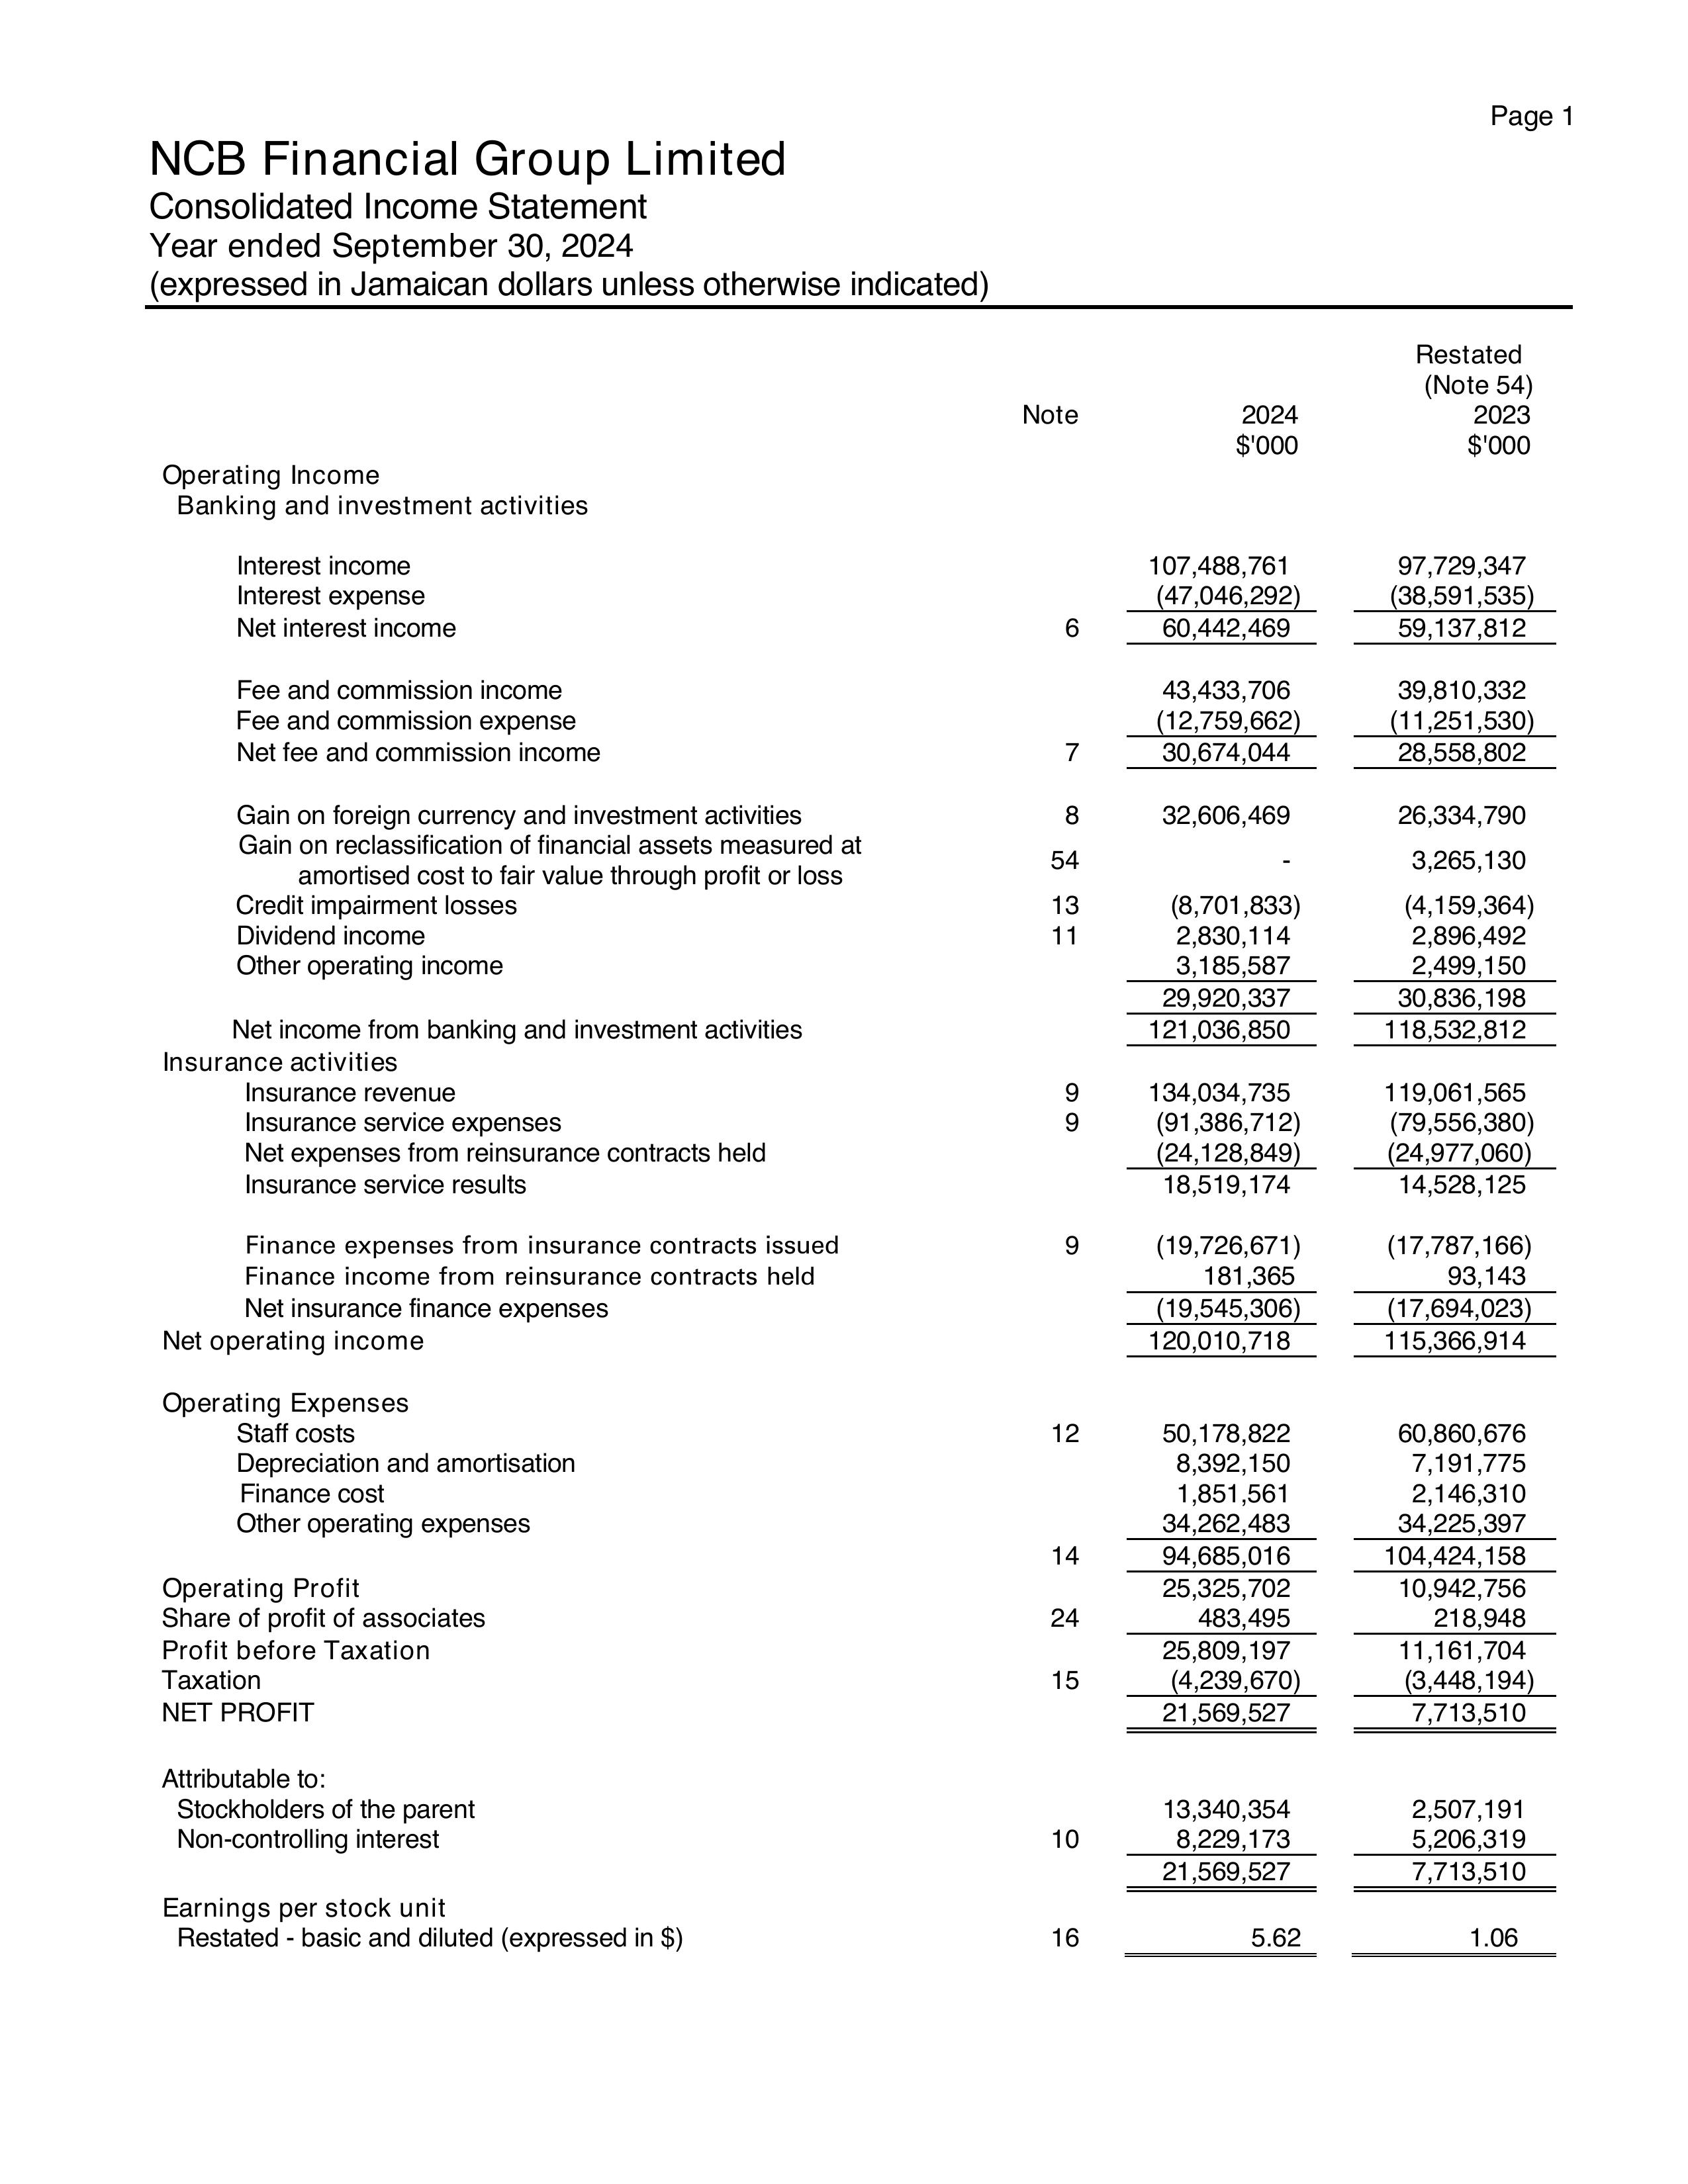 Page 1
NCB Financial Group Limited
Consolidated Income Statement
Year ended September 30, 2024
(expressed in Jamaican dollars unless otherwise indicated)
Restated
(Note 54)
Note 2024 2023
$'000 $'000
Operating Income
Banking and investment activities
Interest income 107,488,761 97,729,347
Interest expense (47,046,292) (38,591,535)
Net interest income 6 60,442,469 59,137,812
Fee and commission income 43,433,706 39,810,332
Fee and commission expense (12,759,662) (11,251,530)
Net fee and commission income 7 30,674,044 28,558,802
Gain on foreign currency and investment activities 8 32,606,469 26,334,790
Gain on reclassification of financial assets measured at
amortised cost to fair value through profit or loss 54 - 3,265,130
Credit impairment losses 13 (8,701,833) (4,159,364)
Dividend income 11 2,830,114 2,896,492
Other operating income 3,185,587 2,499,150
29,920,337 30,836,198
Net income from banking and investment activities 121,036,850 118,532,812
Insurance activities
Insurance revenue 9 134,034,735 119,061,565
Insurance service expenses 9 (91,386,712) (79,556,380)
Net expenses from reinsurance contracts held (24,128,849) (24,977,060)
Insurance service results 18,519,174 14,528,125
Finance expenses from insurance contracts issued 9 (19,726,671) (17,787,166)
Finance income from reinsurance contracts held 181,365 93,143
Net insurance finance expenses (19,545,306) (17,694,023)
Net operating income 120,010,718 115,366,914
Operating Expenses
Staff costs 12 50,178,822 60,860,676
Depreciation and amortisation 8,392,150 7,191,775
Finance cost 1,851,561 2,146,310
Other operating expenses 34,262,483 34,225,397
14 94,685,016 104,424,158
Operating Profit 25,325,702 10,942,756
Share of profit of associates 24 483,495 218,948
Profit before Taxation 25,809,197 11,161,704
Taxation 15 (4,239,670) (3,448,194)
NET PROFIT 21,569,527 7,713,510
Attributable to:
Stockholders of the parent 13,340,354 2,507,191
Non-controlling interest 10 8,229,173 5,206,319
21,569,527 7,713,510
Earnings per stock unit
Restated - basic and diluted (expressed in $) 16 5.62 1.06